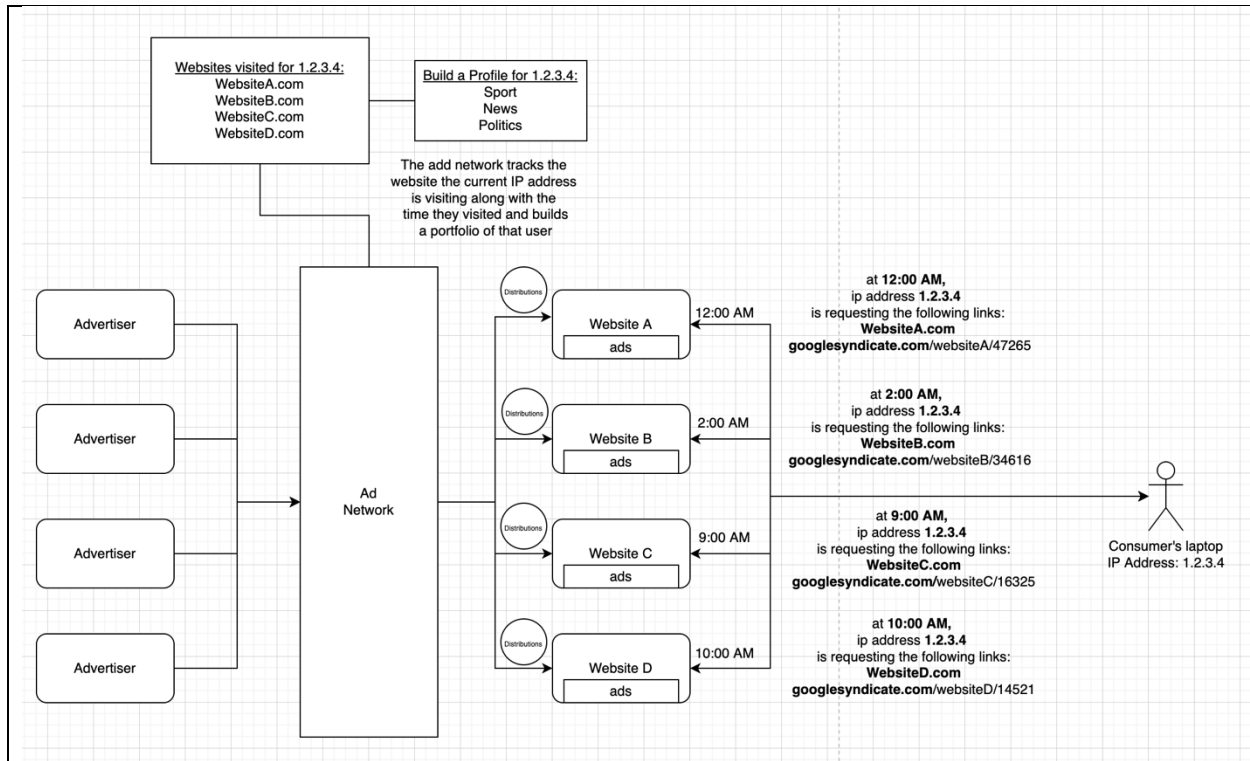 Websites visited for 1.2.3.4:
WebsiteA.com
WebsiteB.com
WebsiteC.com
WebsiteD.com
Build a Profile for 1.2.3.4:
Sport
News
Politics
The add network tracks the
website the current IP address
is visiting along with the
time they visited and builds
a portfolio of that user
Advertiser
Advertiser
Advertiser
Advertiser
Ad
Network
Distributions
Website A
ads
12:00 AM
Distributions
Website B
ads
2:00 AM
Distributions
Website C
ads
9:00 AM
Distributions
Website D
ads
10:00 AM
at 12:00 AM,
ip address 1.2.3.4
is requesting the following links:
WebsiteA.com
googlesyndicate.com/websiteA/47265
at 2:00 AM,
ip address 1.2.3.4
is requesting the following links:
WebsiteB.com
googlesyndicate.com/websiteB/34616
at 9:00 AM,
ip address 1.2.3.4
is requesting the following links:
WebsiteC.com
googlesyndicate.com/websiteC/16325
at 10:00 AM,
ip address 1.2.3.4
is requesting the following links:
WebsiteD.com
googlesyndicate.com/websiteD/14521
Consumer's laptop
IP Address: 1.2.3.4